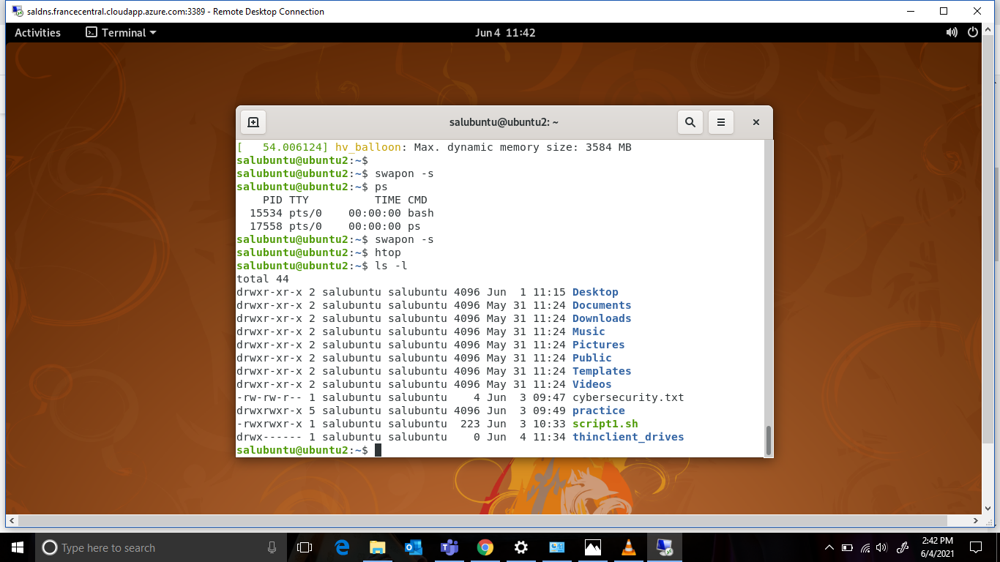 saldns.francecentral.cloudapp.azure.com:3389 - Remote Desktop Connection
Activities Terminal Jun 4 11:42
salubuntu@ubuntu2: ~
[   54.006124] hv_balloon: Max. dynamic memory size: 3584 MB
salubuntu@ubuntu2:~$
salubuntu@ubuntu2:~$ swapon -s
salubuntu@ubuntu2:~$ ps
    PID TTY          TIME CMD
  15534 pts/0    00:00:00 bash
  17558 pts/0    00:00:00 ps
salubuntu@ubuntu2:~$ swapon -s
salubuntu@ubuntu2:~$ htop
salubuntu@ubuntu2:~$ ls -l
total 44
drwxr-xr-x 2 salubuntu salubuntu 4096 Jun  1 11:15 Desktop
drwxr-xr-x 2 salubuntu salubuntu 4096 May 31 11:24 Documents
drwxr-xr-x 2 salubuntu salubuntu 4096 May 31 11:24 Downloads
drwxr-xr-x 2 salubuntu salubuntu 4096 May 31 11:24 Music
drwxr-xr-x 2 salubuntu salubuntu 4096 May 31 11:24 Pictures
drwxr-xr-x 2 salubuntu salubuntu 4096 May 31 11:24 Public
drwxr-xr-x 2 salubuntu salubuntu 4096 May 31 11:24 Templates
drwxr-xr-x 2 salubuntu salubuntu 4096 May 31 11:24 Videos
-rw-rw-r-- 1 salubuntu salubuntu    4 Jun  3 09:47 cybersecurity.txt
drwxrwxr-x 5 salubuntu salubuntu 4096 Jun  3 09:49 practice
-rwxrwxr-x 1 salubuntu salubuntu  223 Jun  3 10:33 script1.sh
drwx------ 1 salubuntu salubuntu    0 Jun  4 11:34 thinclient_drives
salubuntu@ubuntu2:~$
Type here to search
2:42 PM
6/4/2021